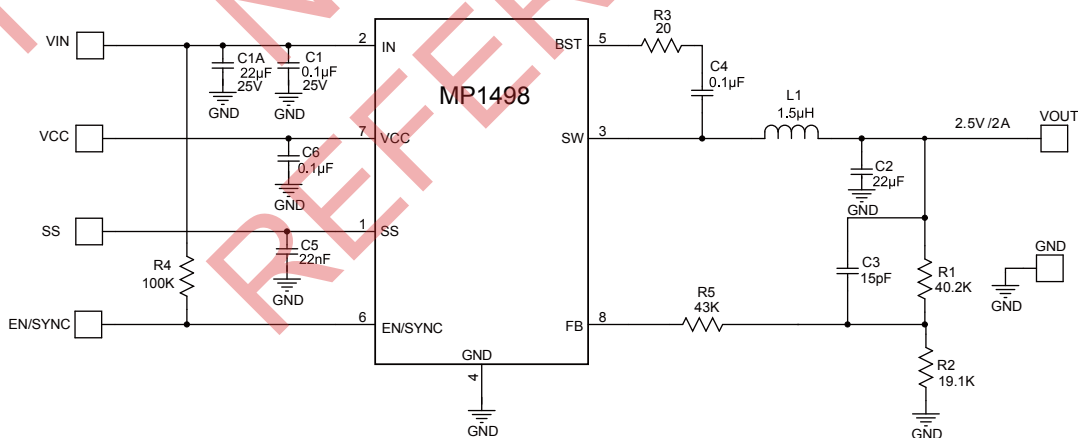 VIN
2
IN
C1A
22µF
25V
GND
C1
0.1µF
25V
GND
MP1498
BST
5
R3
20
C4
0.1µF
VCC
7
VCC
C6
0.1µF
GND
SW
3
L1
1.5µH
2.5V/2A
VOUT
C2
22µF
GND
SS
1
SS
C5
22nF
GND
R4
100K
C3
15pF
R1
40.2K
GND
GND
EN/SYNC
6
EN/SYNC
FB
8
R5
43K
GND
4
GND
R2
19.1K
GND